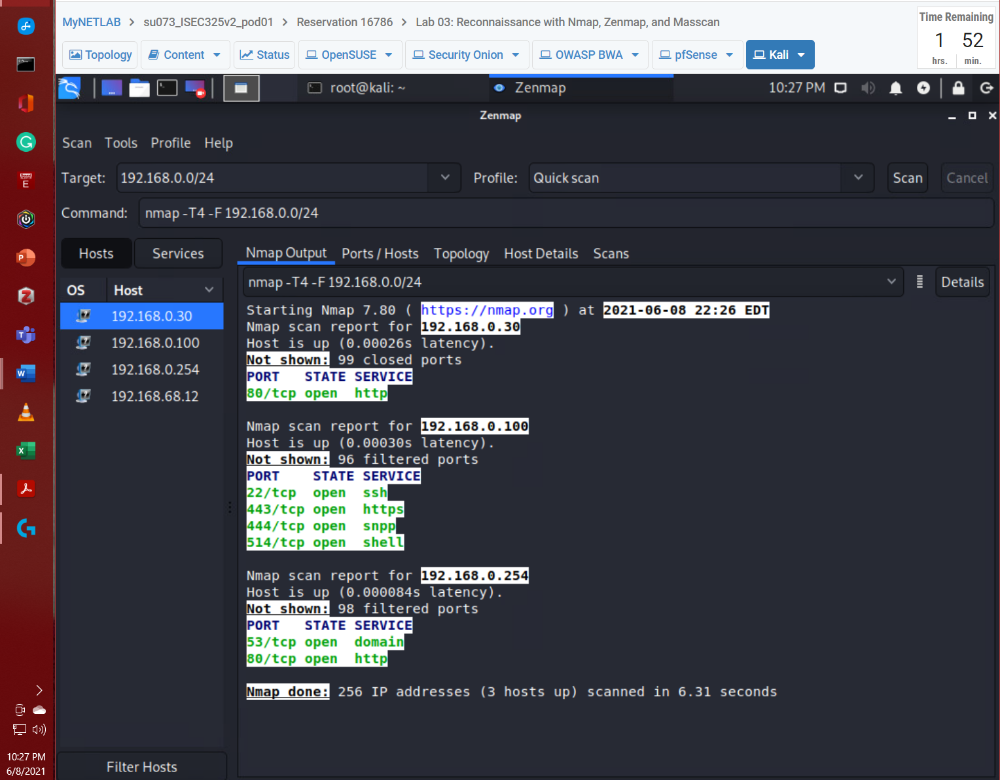 MyNETLAB > su073_ISEC325v2_pod01 > Reservation 16786 > Lab 03: Reconnaissance with Nmap, Zenmap, and Masscan
Time Remaining
1 52
hrs. min.
Topology Content Status OpenSUSE Security Onion OWASP BWA pfSense Kali
root@kali: ~ Zenmap 10:27 PM
Zenmap
Scan Tools Profile Help
Target: 192.168.0.0/24 Profile: Quick scan Scan Cancel
Command: nmap -T4 -F 192.168.0.0/24
Hosts Services
Nmap Output Ports / Hosts Topology Host Details Scans
OS Host
192.168.0.30
192.168.0.100
192.168.0.254
192.168.68.12
Filter Hosts
nmap -T4 -F 192.168.0.0/24 Details
Starting Nmap 7.80 ( https://nmap.org ) at 2021-06-08 22:26 EDT
Nmap scan report for 192.168.0.30
Host is up (0.00026s latency).
Not shown: 99 closed ports
PORT STATE SERVICE
80/tcp open http
Nmap scan report for 192.168.0.100
Host is up (0.00030s latency).
Not shown: 96 filtered ports
PORT STATE SERVICE
22/tcp open ssh
443/tcp open https
444/tcp open snpp
514/tcp open shell
Nmap scan report for 192.168.0.254
Host is up (0.000084s latency).
Not shown: 98 filtered ports
PORT STATE SERVICE
53/tcp open domain
80/tcp open http
Nmap done: 256 IP addresses (3 hosts up) scanned in 6.31 seconds
10:27 PM
6/8/2021